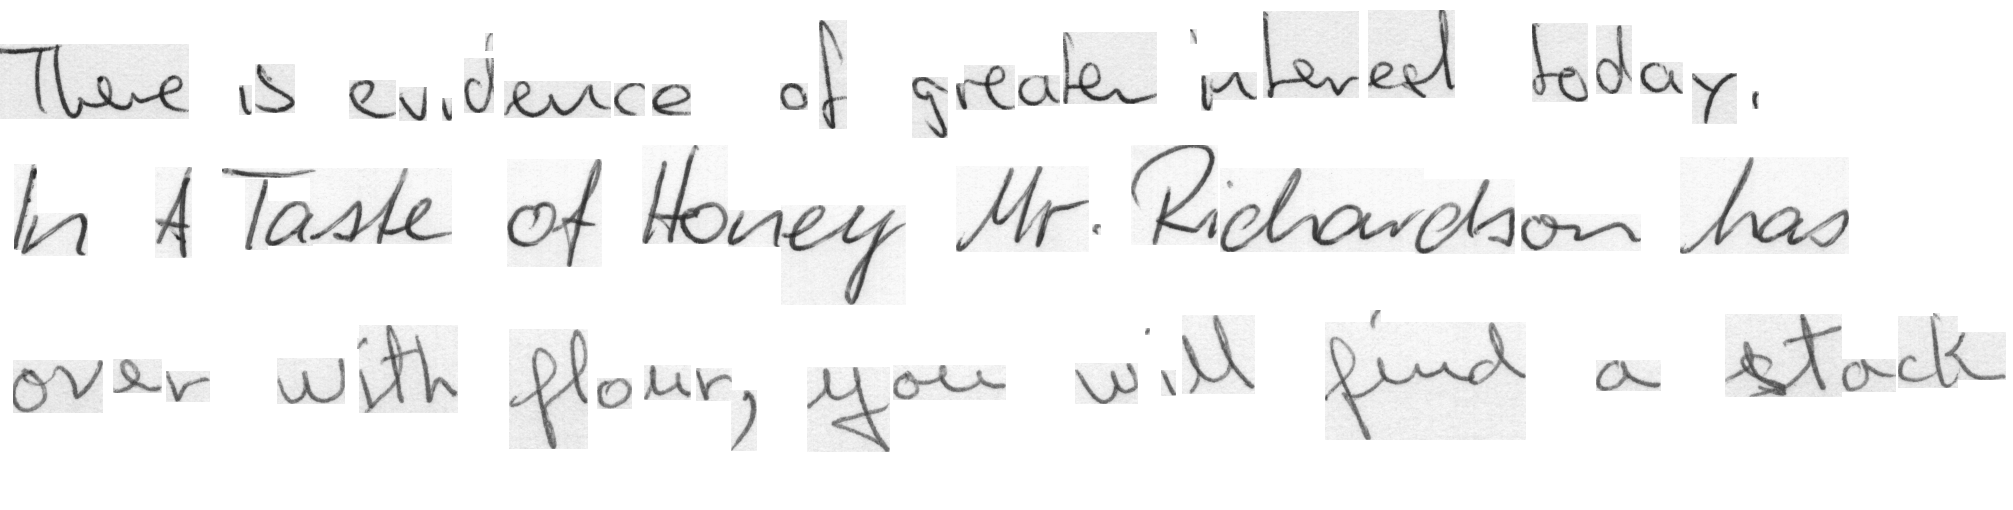 There is evidence of greater interest today.
In A Taste of Honey Mr. Richardson has
over with flour, you will find a stack